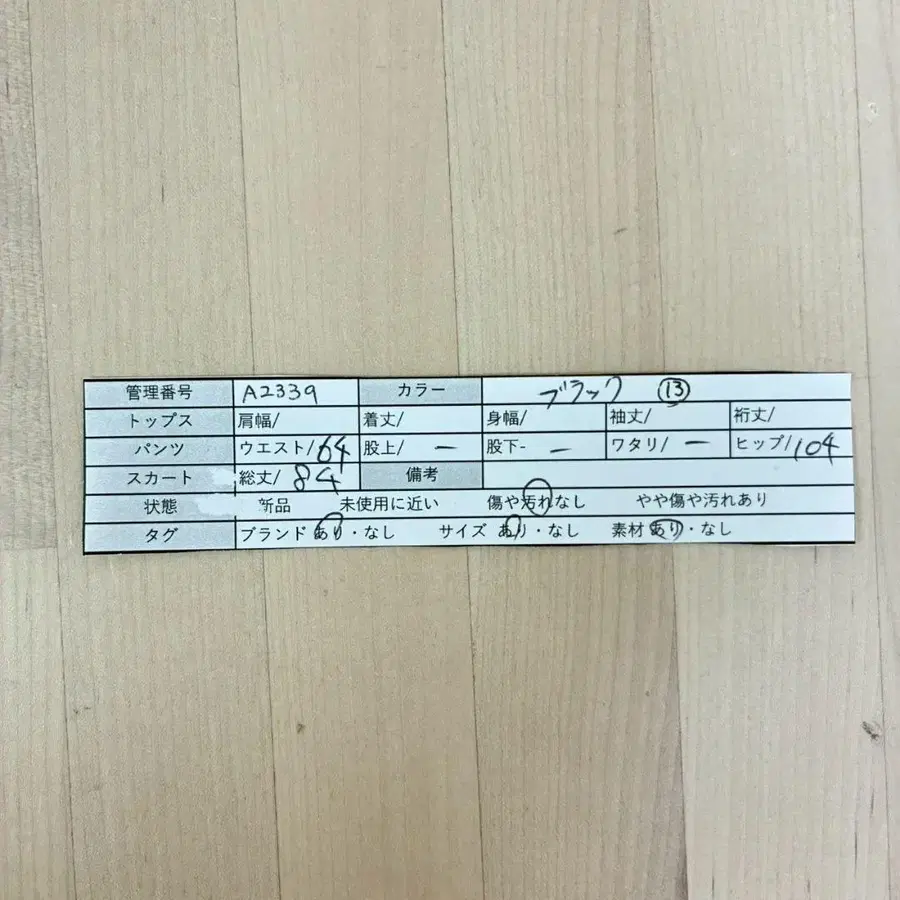 管理番号 A2339 カラー ブラック ⑬
トップス 肩幅/ 着丈/ 身幅/ 袖丈/ 裄丈/
パンツ ウエスト/64 股上/ー 股下-ー ワタリ/ー ヒップ/104
スカート 総丈/84 備考
状態 新品 未使用に近い 傷や汚れなし やや傷や汚れあり
タグ ブランド あり・なし サイズ あり・なし 素材 あり・なし